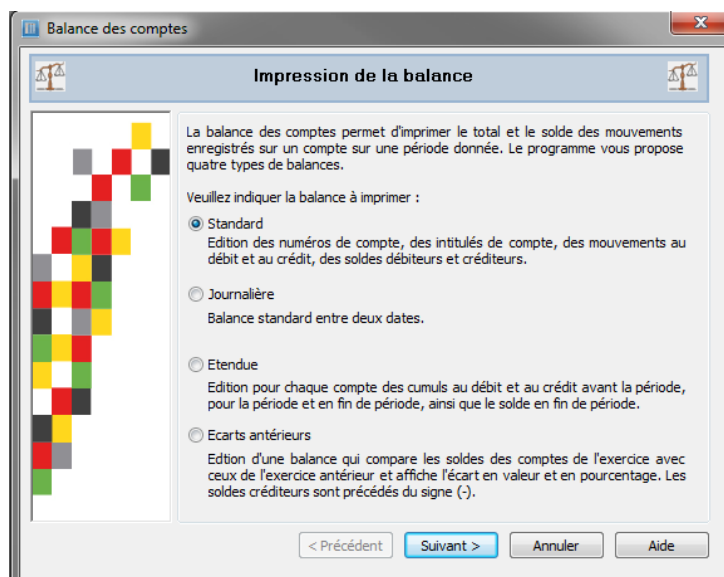 Balance des comptes
Impression de la balance
La balance des comptes permet d'imprimer le total et le solde des mouvements
enregistrés sur un compte sur une période donnée. Le programme vous propose
quatre types de balances.
Veuillez indiquer la balance à imprimer :
Standard
Edition des numéros de compte, des intitulés de compte, des mouvements au
débit et au crédit, des soldes débiteurs et créditeurs.
Journalière
Balance standard entre deux dates.
Etendue
Edition pour chaque compte des cumuls au débit et au crédit avant la période,
pour la période et en fin de période, ainsi que le solde en fin de période.
Ecarts antérieurs
Edtion d'une balance qui compare les soldes des comptes de l'exercice avec
ceux de l'exercice antérieur et affiche l'écart en valeur et en pourcentage. Les
soldes créditeurs sont précédés du signe (-).
< Précédent Suivant > Annuler Aide